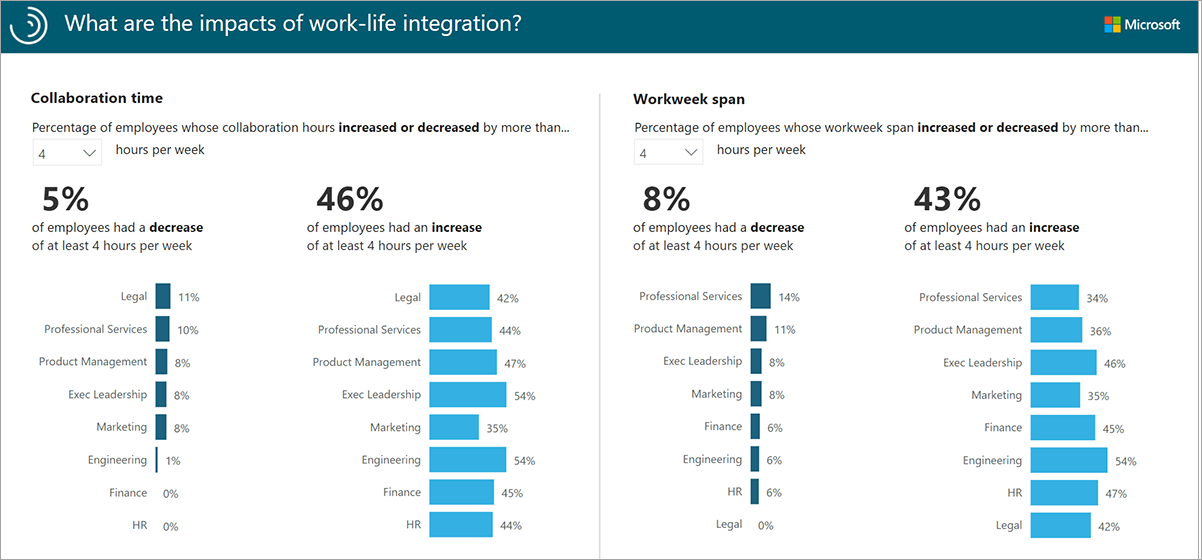 What are the impacts of work-life integration?
Microsoft
Collaboration time
Percentage of employees whose collaboration hours increased or decreased by more than...
4 hours per week
5%
of employees had a decrease
of at least 4 hours per week
Legal 11%
Professional Services 10%
Product Management 8%
Exec Leadership 8%
Marketing 8%
Engineering 1%
Finance 0%
HR 0%
46%
of employees had an increase
of at least 4 hours per week
Legal 42%
Professional Services 44%
Product Management 47%
Exec Leadership 54%
Marketing 35%
Engineering 54%
Finance 45%
HR 44%
Workweek span
Percentage of employees whose workweek span increased or decreased by more than...
4 hours per week
8%
of employees had a decrease
of at least 4 hours per week
Professional Services 14%
Product Management 11%
Exec Leadership 8%
Marketing 8%
Finance 6%
Engineering 6%
HR 6%
Legal 0%
43%
of employees had an increase
of at least 4 hours per week
Professional Services 34%
Product Management 36%
Exec Leadership 46%
Marketing 35%
Finance 45%
Engineering 54%
HR 47%
Legal 42%